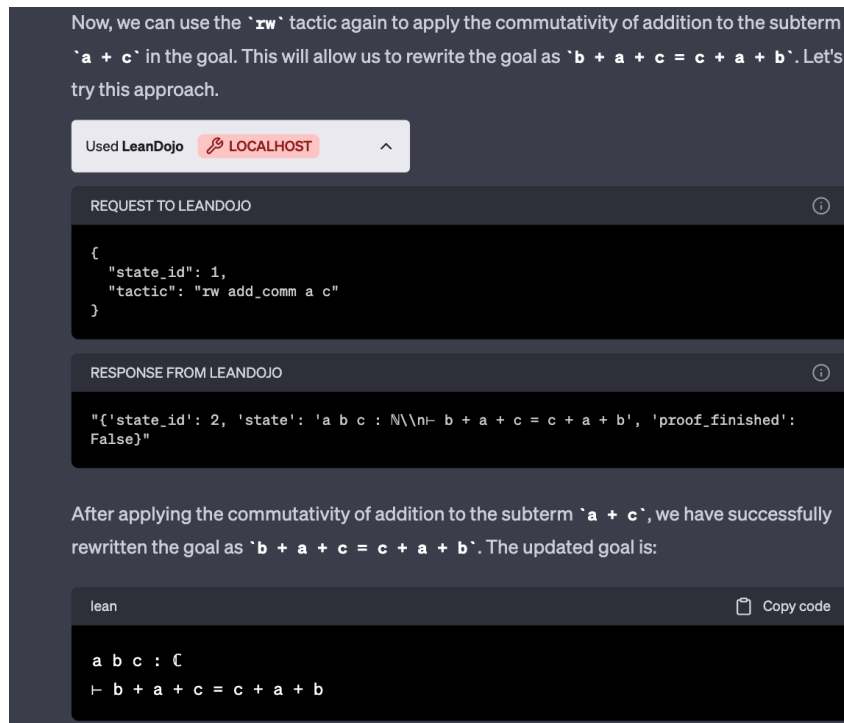 Now, we can use the `rw` tactic again to apply the commutativity of addition to the subterm
`a + c` in the goal. This will allow us to rewrite the goal as `b + a + c = c + a + b`. Let's
try this approach.
Used LeanDojo LOCALHOST
REQUEST TO LEANDOJO
{
"state_id": 1,
"tactic": "rw add_comm a c"
}
RESPONSE FROM LEANDOJO
"{'state_id': 2, 'state': 'a b c : ℕ\\n⊢ b + a + c = c + a + b', 'proof_finished':
False}"
After applying the commutativity of addition to the subterm `a + c`, we have successfully
rewritten the goal as `b + a + c = c + a + b`. The updated goal is:
lean Copy code
a b c : ℂ
⊢ b + a + c = c + a + b